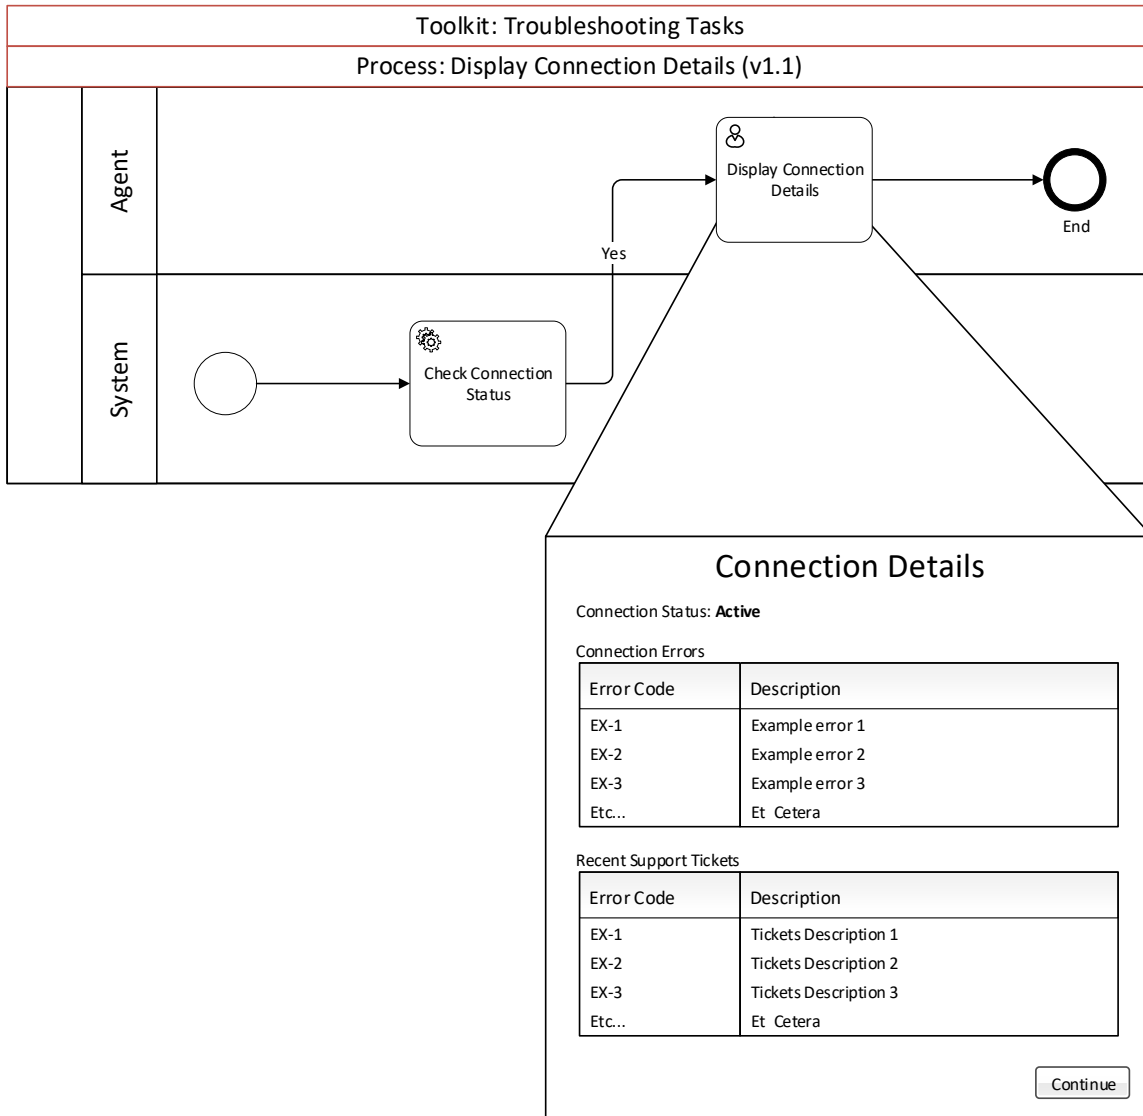 Toolkit: Troubleshooting Tasks
Process: Display Connection Details (v1.1)
Agent
Display Connection
Details
End
Yes
System
Check Connection
Status
Connection Details
Connection Status: Active
Connection Errors
Error Code Description
EX-1 Example error 1
EX-2 Example error 2
EX-3 Example error 3
Etc... Et Cetera
Recent Support Tickets
Error Code Description
EX-1 Tickets Description 1
EX-2 Tickets Description 2
EX-3 Tickets Description 3
Etc... Et Cetera
Continue